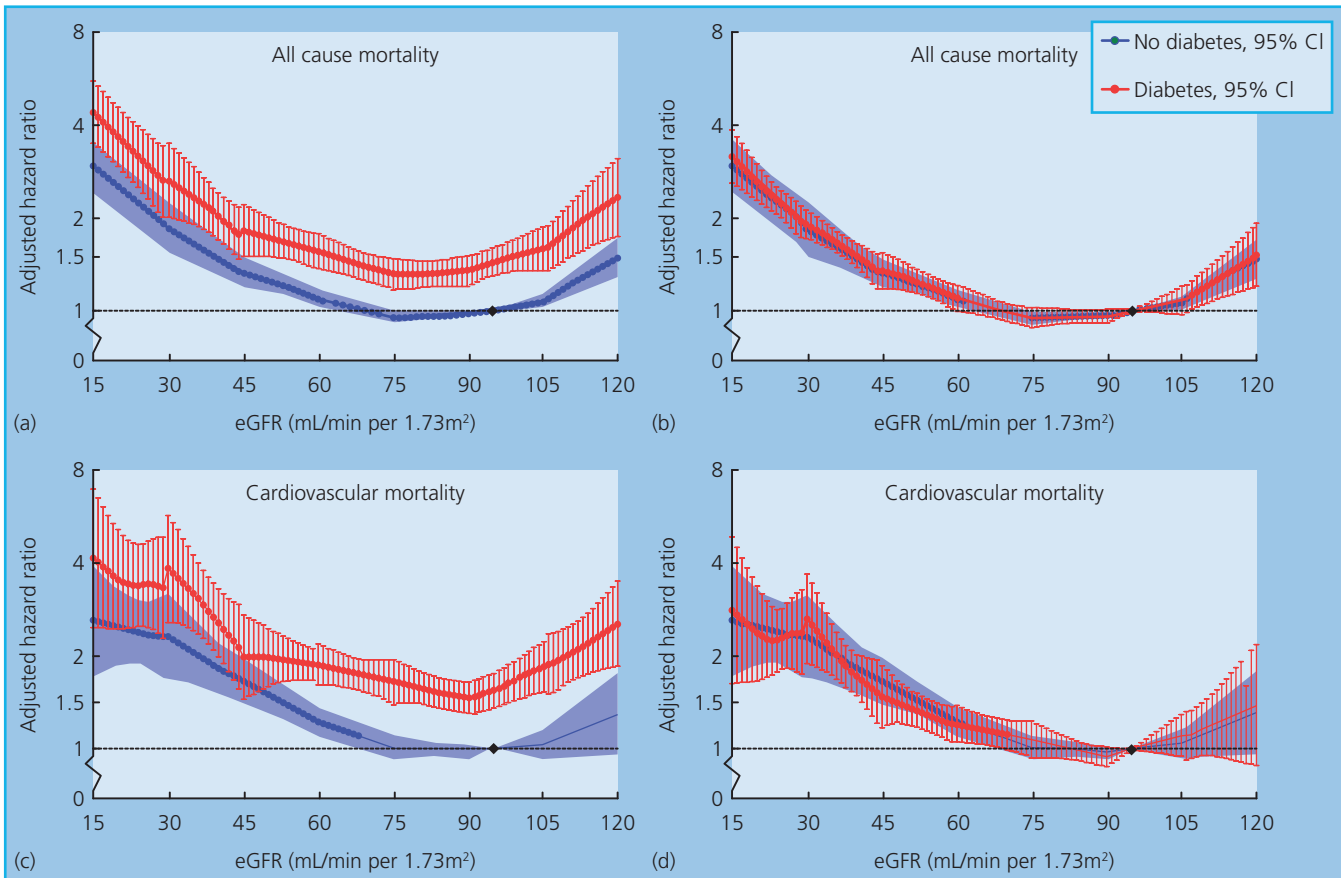 All cause mortality
8
4
2
1.5
1
0
Adjusted hazard ratio
15 30 45 60 75 90 105 120
eGFR (mL/min per 1.73m²)
(a)
All cause mortality
No diabetes, 95% CI
Diabetes, 95% CI
4
2
1.5
1
0
Adjusted hazard ratio
15 30 45 60 75 90 105 120
eGFR (mL/min per 1.73m²)
(b)
Cardiovascular mortality
8
4
2
1.5
1
0
Adjusted hazard ratio
15 30 45 60 75 90 105 120
eGFR (mL/min per 1.73m²)
(c)
Cardiovascular mortality
8
4
2
1.5
1
0
Adjusted hazard ratio
15 30 45 60 75 90 105 120
eGFR (mL/min per 1.73m²)
(d)